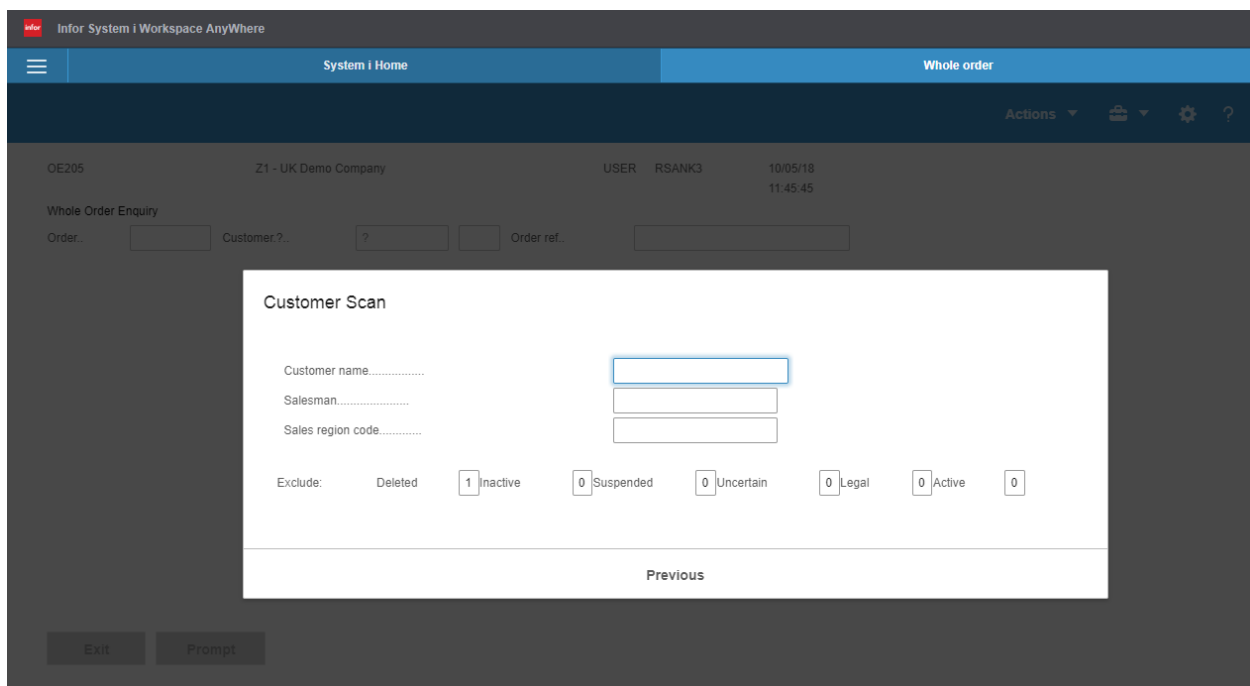 infor Infor System i Workspace AnyWhere
System i Home Whole order
Actions ?
OE205 Z1 - UK Demo Company USER RSANK3 10/05/18
11:45:45
Whole Order Enquiry
Order.. Customer.?.. ? Order ref..
Customer Scan
Customer name................
Salesman.....................
Sales region code............
Exclude: Deleted 1 Inactive 0 Suspended 0 Uncertain 0 Legal 0 Active 0
Previous
Exit Prompt